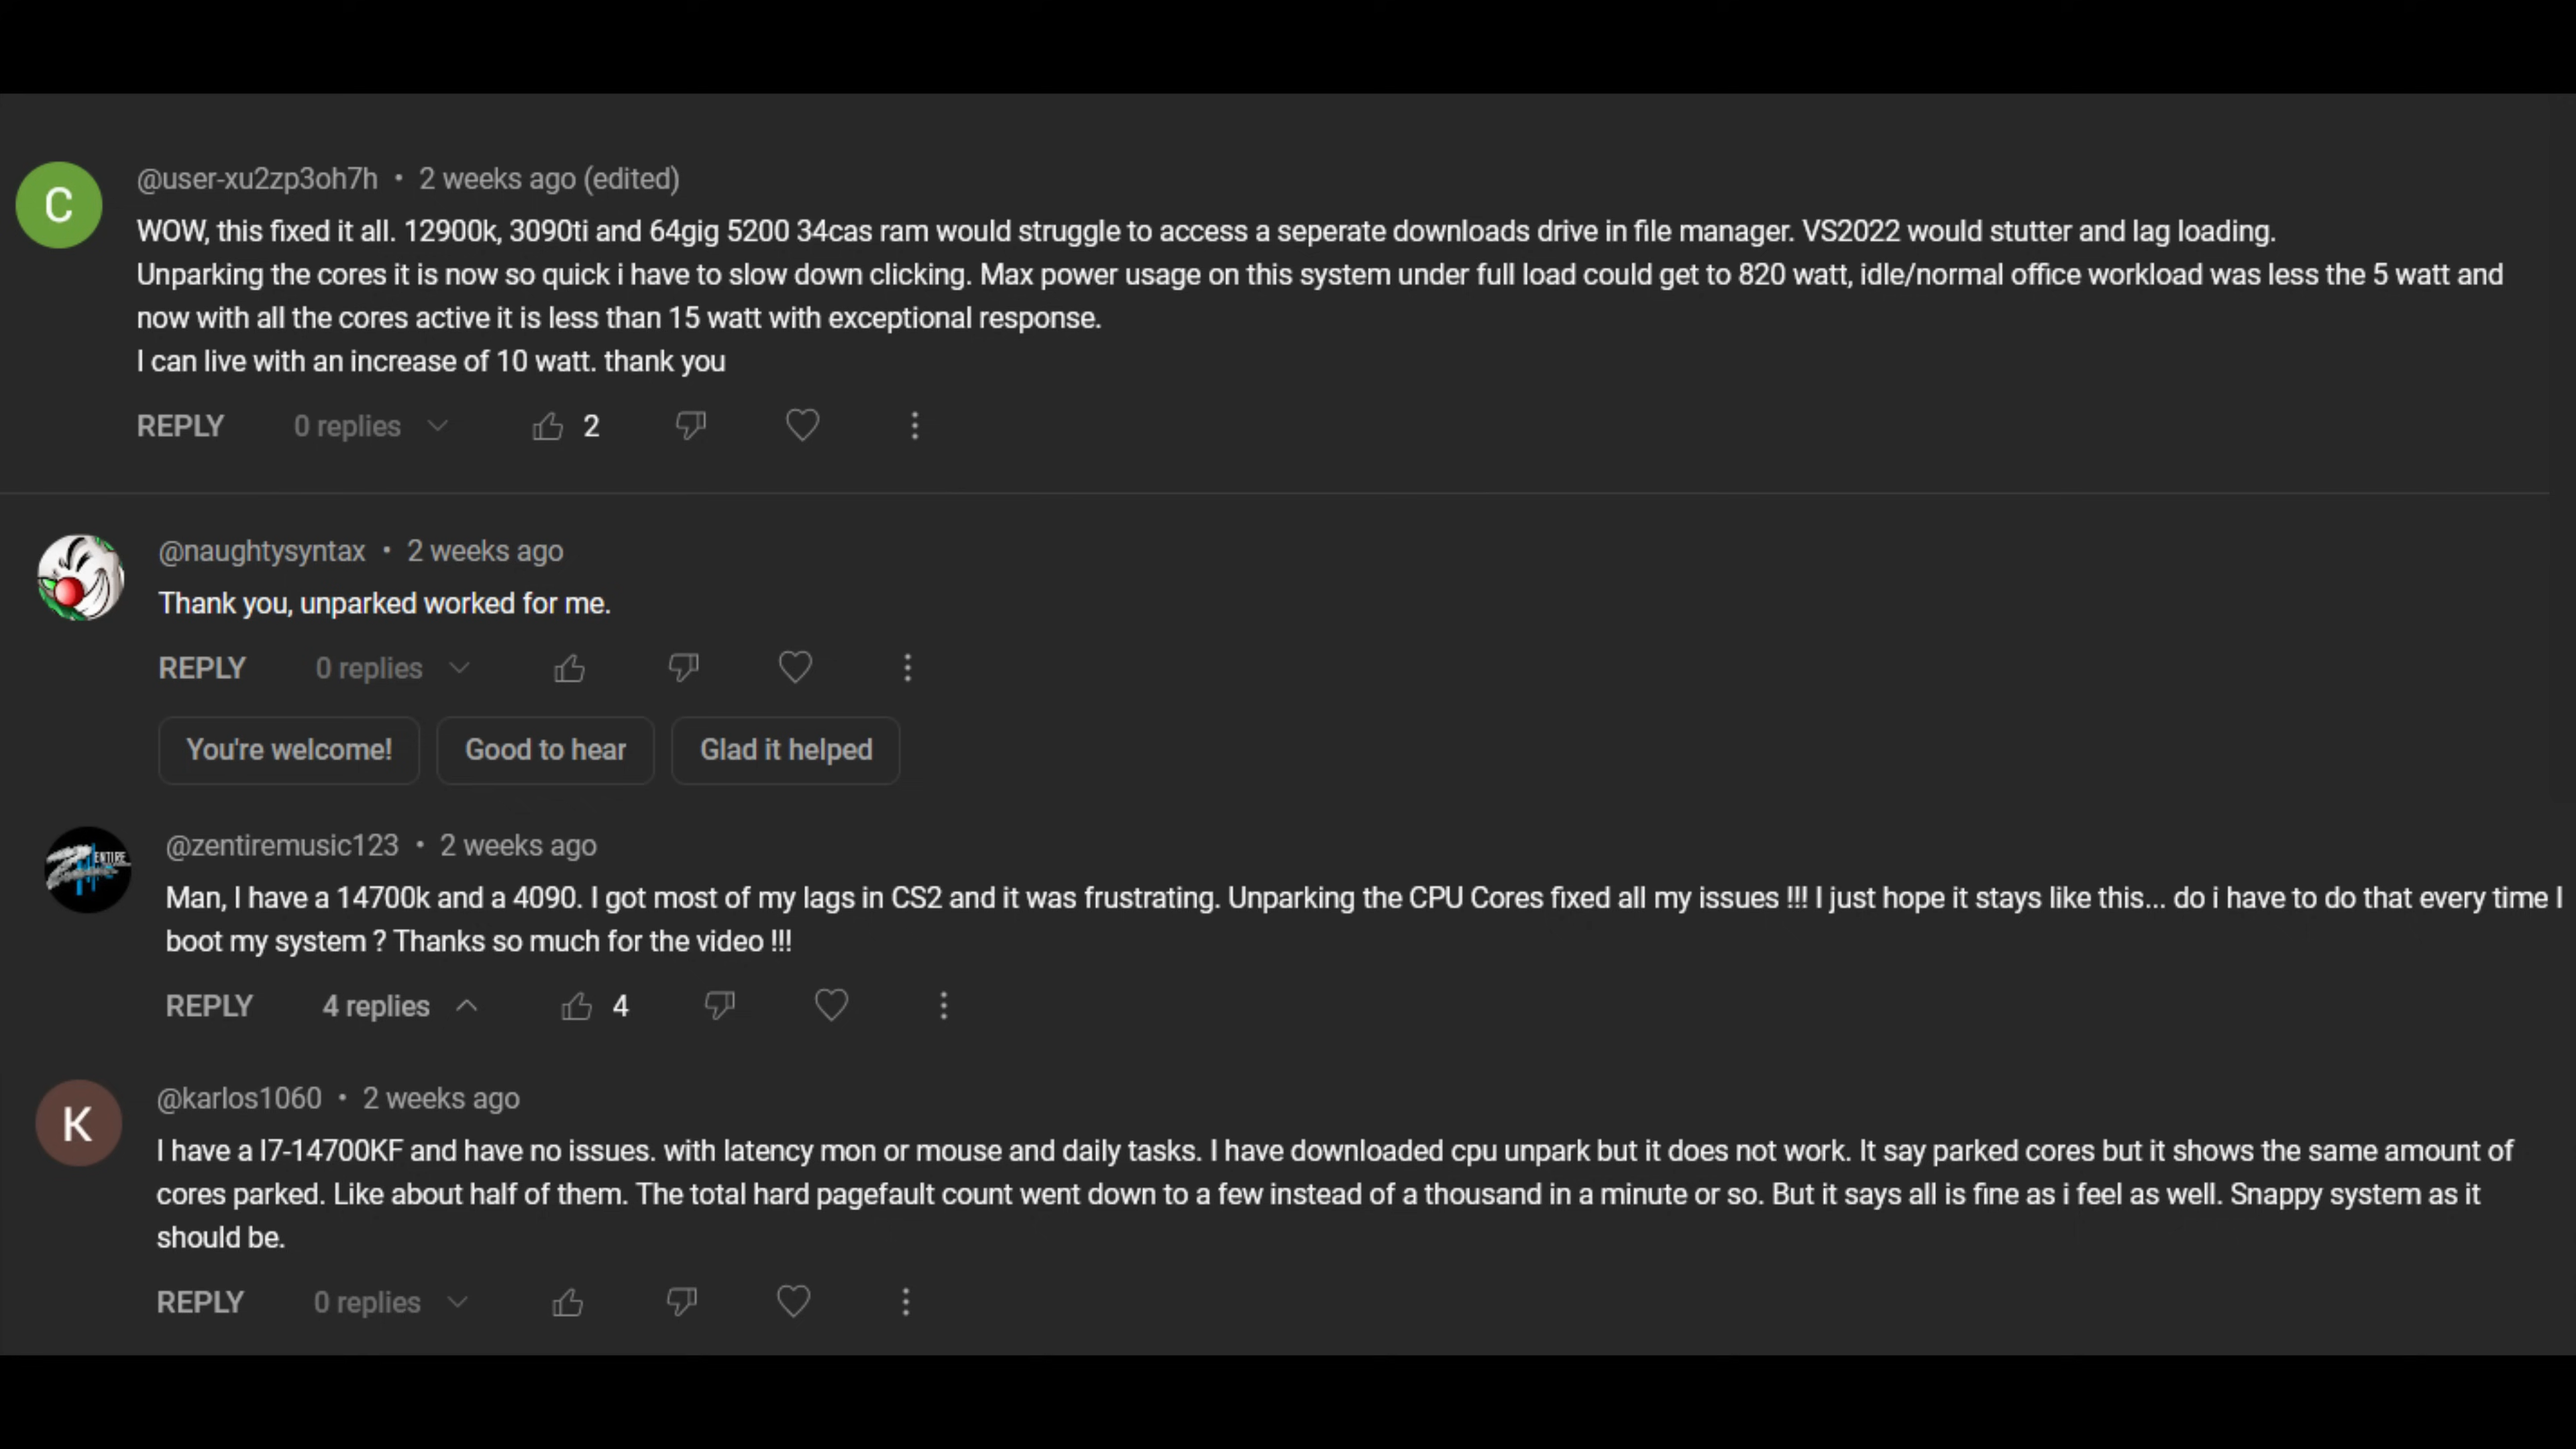 C
@user-xu2zp3oh7h • 2 weeks ago (edited)
WOW, this fixed it all. 12900k, 3090ti and 64gig 5200 34cas ram would struggle to access a seperate downloads drive in file manager. VS2022 would stutter and lag loading.
Unparking the cores it is now so quick i have to slow down clicking. Max power usage on this system under full load could get to 820 watt, idle/normal office workload was less the 5 watt and
now with all the cores active it is less than 15 watt with exceptional response.
I can live with an increase of 10 watt. thank you
REPLY 0 replies 2
@naughtysyntax • 2 weeks ago
Thank you, unparked worked for me.
REPLY 0 replies
You're welcome! Good to hear Glad it helped
@zentiremusic123 • 2 weeks ago
ENTIRE
Man, I have a 14700k and a 4090. I got most of my lags in CS2 and it was frustrating. Unparking the CPU Cores fixed all my issues !!! I just hope it stays like this... do i have to do that every time I
boot my system ? Thanks so much for the video !!!
REPLY 4 replies 4
K
@karlos1060 • 2 weeks ago
I have a I7-14700KF and have no issues. with latency mon or mouse and daily tasks. I have downloaded cpu unpark but it does not work. It say parked cores but it shows the same amount of
cores parked. Like about half of them. The total hard pagefault count went down to a few instead of a thousand in a minute or so. But it says all is fine as i feel as well. Snappy system as it
should be.
REPLY 0 replies